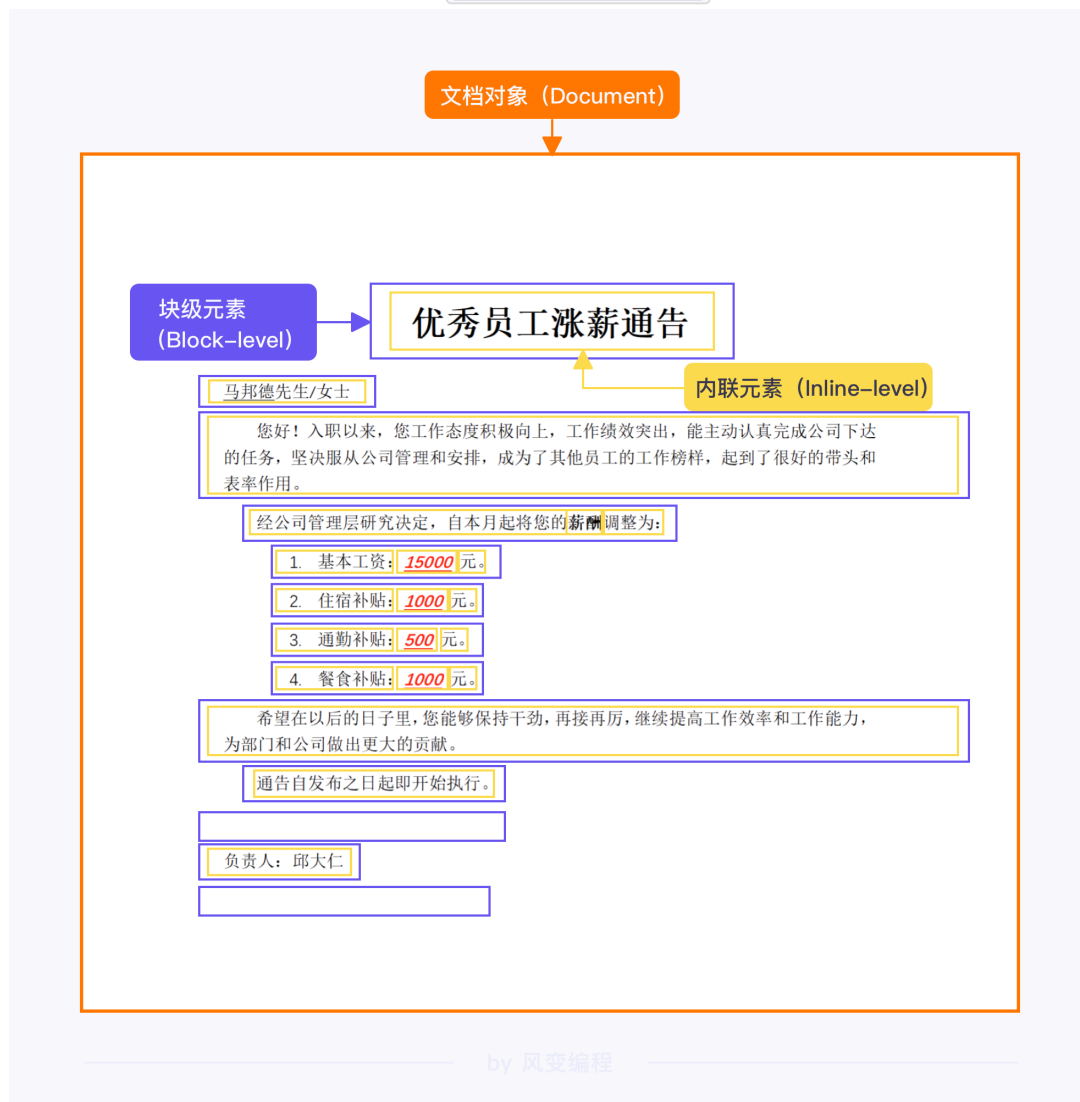 文档对象（Document）
块级元素
（Block-level）
优秀员工涨薪通告
内联元素（Inline-level）
马邦德先生/女士
您好！入职以来，您工作态度积极向上，工作绩效突出，能主动认真完成公司下达
的任务，坚决服从公司管理和安排，成为了其他员工的工作榜样，起到了很好的带头和
表率作用。
经公司管理层研究决定，自本月起将您的薪酬调整为：
1. 基本工资：15000元。
2. 住宿补贴：1000元。
3. 通勤补贴：500元。
4. 餐食补贴：1000元。
希望在以后的日子里，您能够保持干劲，再接再厉，继续提高工作效率和工作能力，
为部门和公司做出更大的贡献。
通告自发布之日起即开始执行。
负责人：邱大仁
by 风变编程